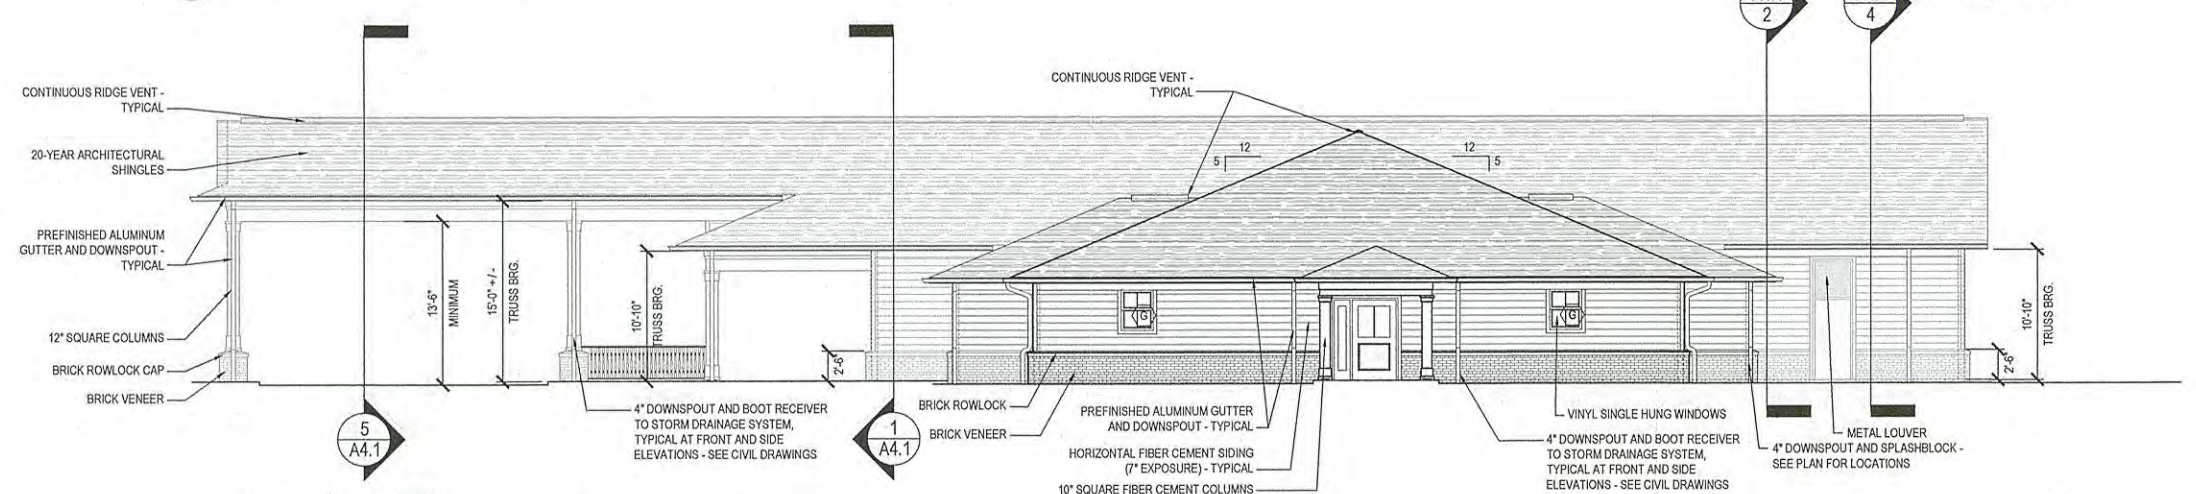 2
4
CONTINUOUS RIDGE VENT -
TYPICAL
20-YEAR ARCHITECTURAL
SHINGLES
PREFINISHED ALUMINUM
GUTTER AND DOWNSPOUT -
TYPICAL
12" SQUARE COLUMNS
BRICK ROWLOCK CAP
BRICK VENEER
CONTINUOUS RIDGE VENT -
TYPICAL
12
5
12
5
13'-6"
MINIMUM
15'-0" +/-
TRUSS BRG.
10'-10"
TRUSS BRG.
2'-6"
G
G
10'-10"
TRUSS BRG.
2'-6"
5
A4.1
4" DOWNSPOUT AND BOOT RECEIVER
TO STORM DRAINAGE SYSTEM,
TYPICAL AT FRONT AND SIDE
ELEVATIONS - SEE CIVIL DRAWINGS
1
A4.1
BRICK ROWLOCK
BRICK VENEER
PREFINISHED ALUMINUM GUTTER
AND DOWNSPOUT - TYPICAL
HORIZONTAL FIBER CEMENT SIDING
(7" EXPOSURE) - TYPICAL
10" SQUARE FIBER CEMENT COLUMNS
VINYL SINGLE HUNG WINDOWS
4" DOWNSPOUT AND BOOT RECEIVER
TO STORM DRAINAGE SYSTEM,
TYPICAL AT FRONT AND SIDE
ELEVATIONS - SEE CIVIL DRAWINGS
METAL LOUVER
4" DOWNSPOUT AND SPLASHBLOCK -
SEE PLAN FOR LOCATIONS